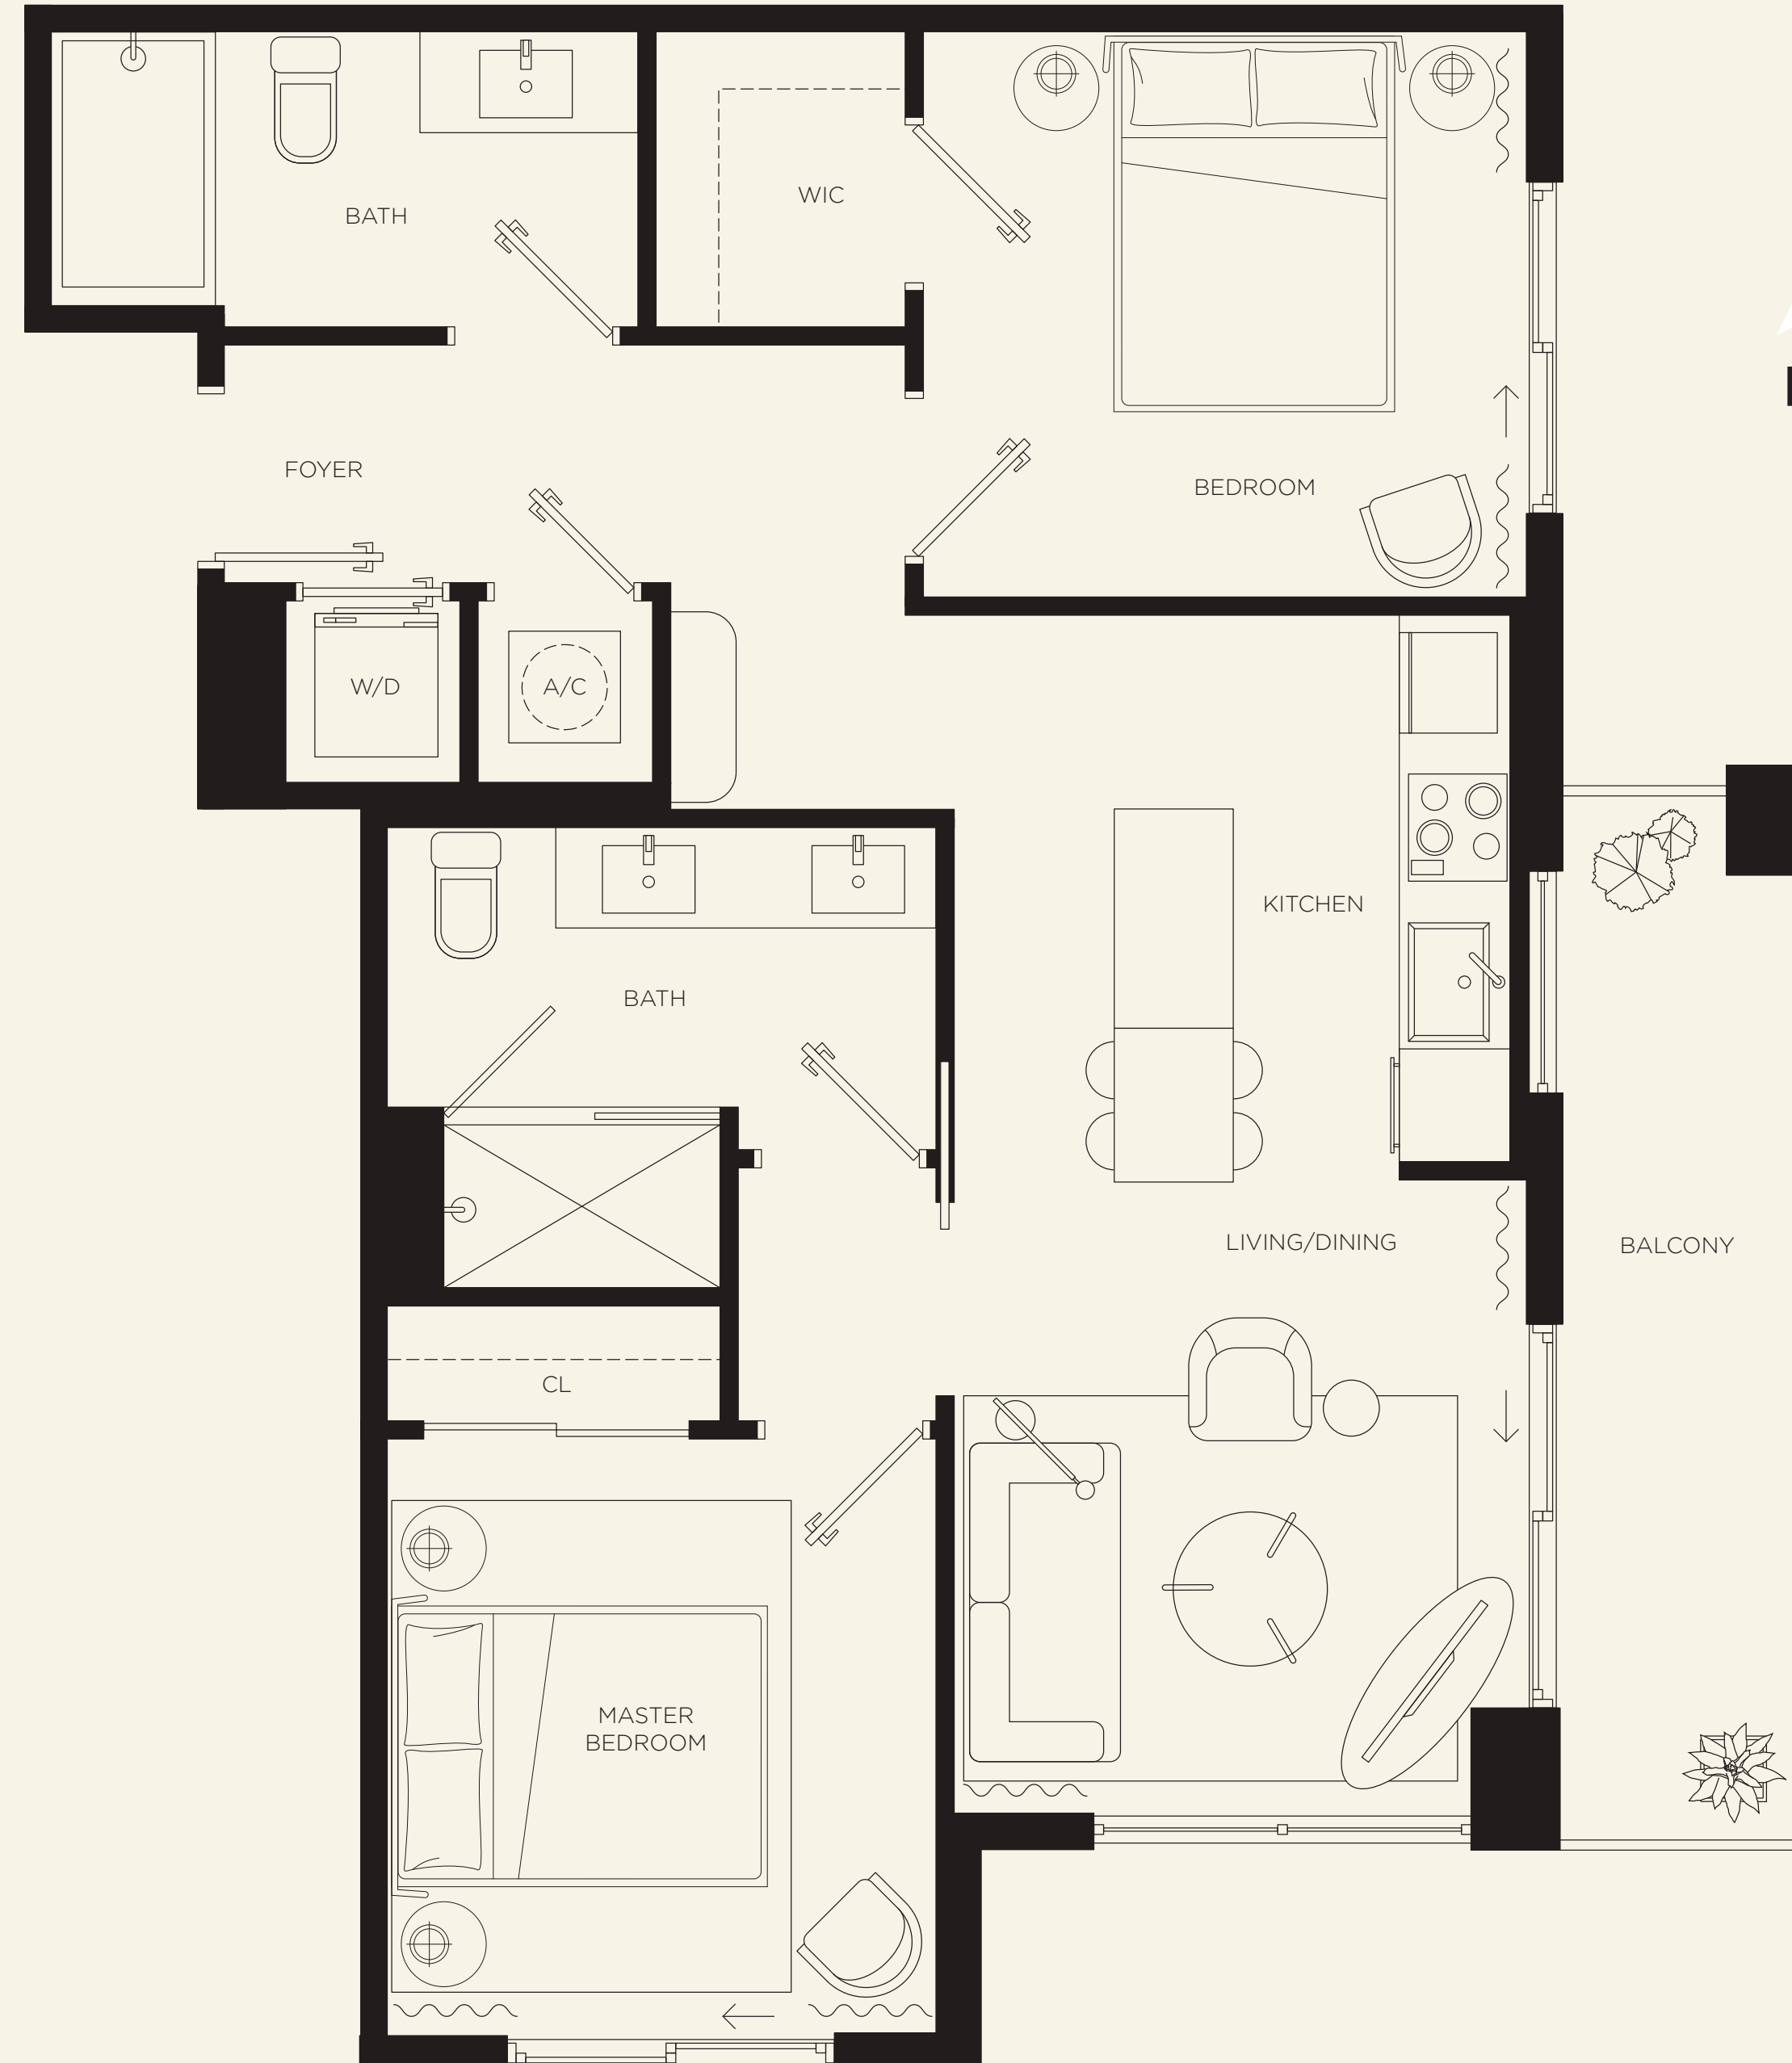 WIC
BATH
FOYER
BEDROOM
W/D
A/C
KITCHEN
BATH
LIVING/DINING
BALCONY
CL
MASTER
BEDROOM